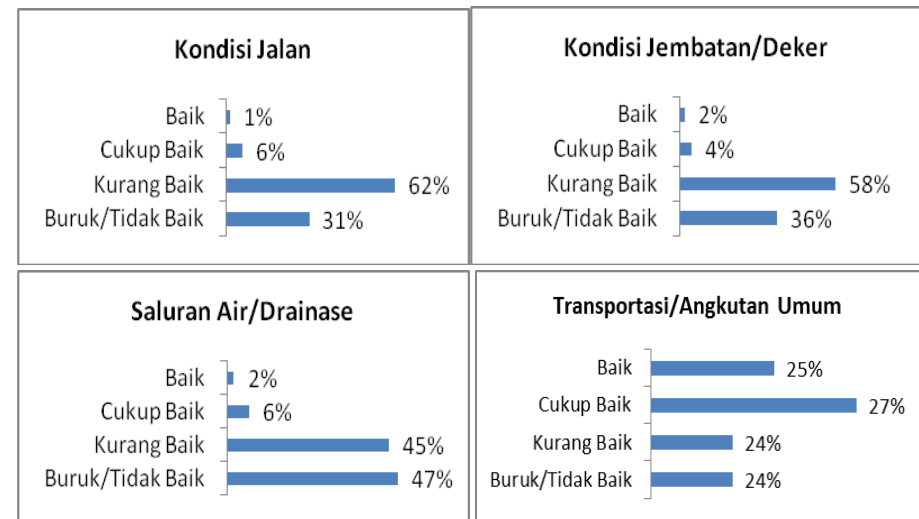 Kondisi Jalan
Baik 1%
Cukup Baik 6%
Kurang Baik 62%
Buruk/Tidak Baik 31%
Kondisi Jembatan/Deker
Baik 2%
Cukup Baik 4%
Kurang Baik 58%
Buruk/Tidak Baik 36%
Saluran Air/Drainase
Baik 2%
Cukup Baik 6%
Kurang Baik 45%
Buruk/Tidak Baik 47%
Transportasi/Angkutan Umum
Baik 25%
Cukup Baik 27%
Kurang Baik 24%
Buruk/Tidak Baik 24%